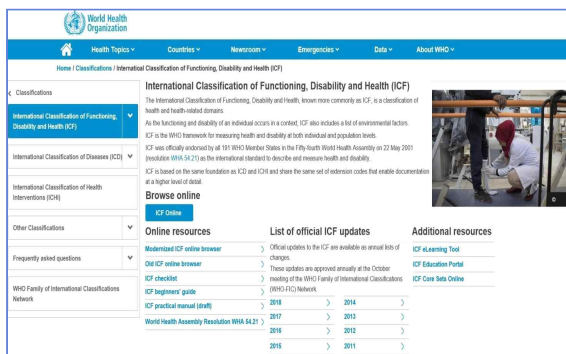 World Health
Organization
Health Topics
Countries
Newsroom
Emergencies
Data
About WHO
Home / Classifications / International Classification of Functioning, Disability and Health (ICF)
Classifications
International Classification of Functioning,
Disability and Health (ICF)
International Classification of Diseases (ICD)
International Classification of Health
Interventions (ICHI)
Other Classifications
Frequently asked questions
WHO Family of International Classifications
Network
International Classification of Functioning, Disability and Health (ICF)
The International Classification of Functioning, Disability and Health, known more commonly as ICF, is a classification of
health and health-related domains.
As the functioning and disability of an individual occurs in a context, ICF also includes a list of environmental factors.
ICF is the WHO framework for measuring health and disability at both individual and population levels.
ICF was officially endorsed by all 191 WHO Member States in the Fifty-fourth World Health Assembly on 22 May 2001
(resolution WHA 54.21) as the international standard to describe and measure health and disability.
ICF is based on the same foundation as ICD and ICHI and share the same set of extension codes that enable documentation
at a higher level of detail.
Browse online
ICF Online
Online resources
Modernized ICF online browser
Old ICF online browser
ICF checklist
ICF beginners' guide
ICF practical manual (draft)
World Health Assembly Resolution WHA 54.21
List of official ICF updates
Official updates to the ICF are available as annual lists of
changes.
These updates are approved annually at the October
meeting of the WHO Family of International Classifications
(WHO-FIC) Network.
2018 2014
2017 2013
2016 2012
2015 2011
Additional resources
ICF eLearning Tool
ICF Education Portal
ICF Core Sets Online
©